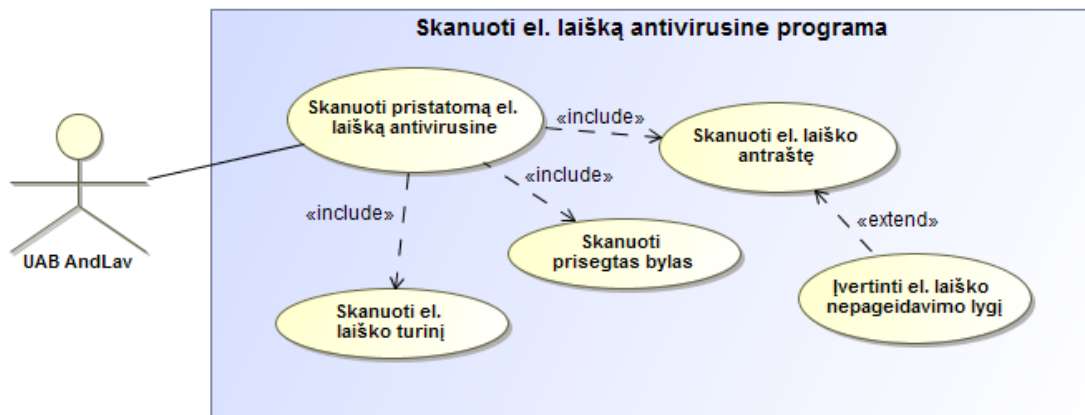 Skanuoti el. laišką antivirusine programa
Skanuoti pristatomą el.
laišką antivirusine
«include»
Skanuoti el. laiško
antraštę
«include»
«include»
«extend»
Skanuoti
prisegtas bylas
UAB AndLav
Įvertinti el. laiško
nepageidavimo lygį
Skanuoti el.
laiško turinį